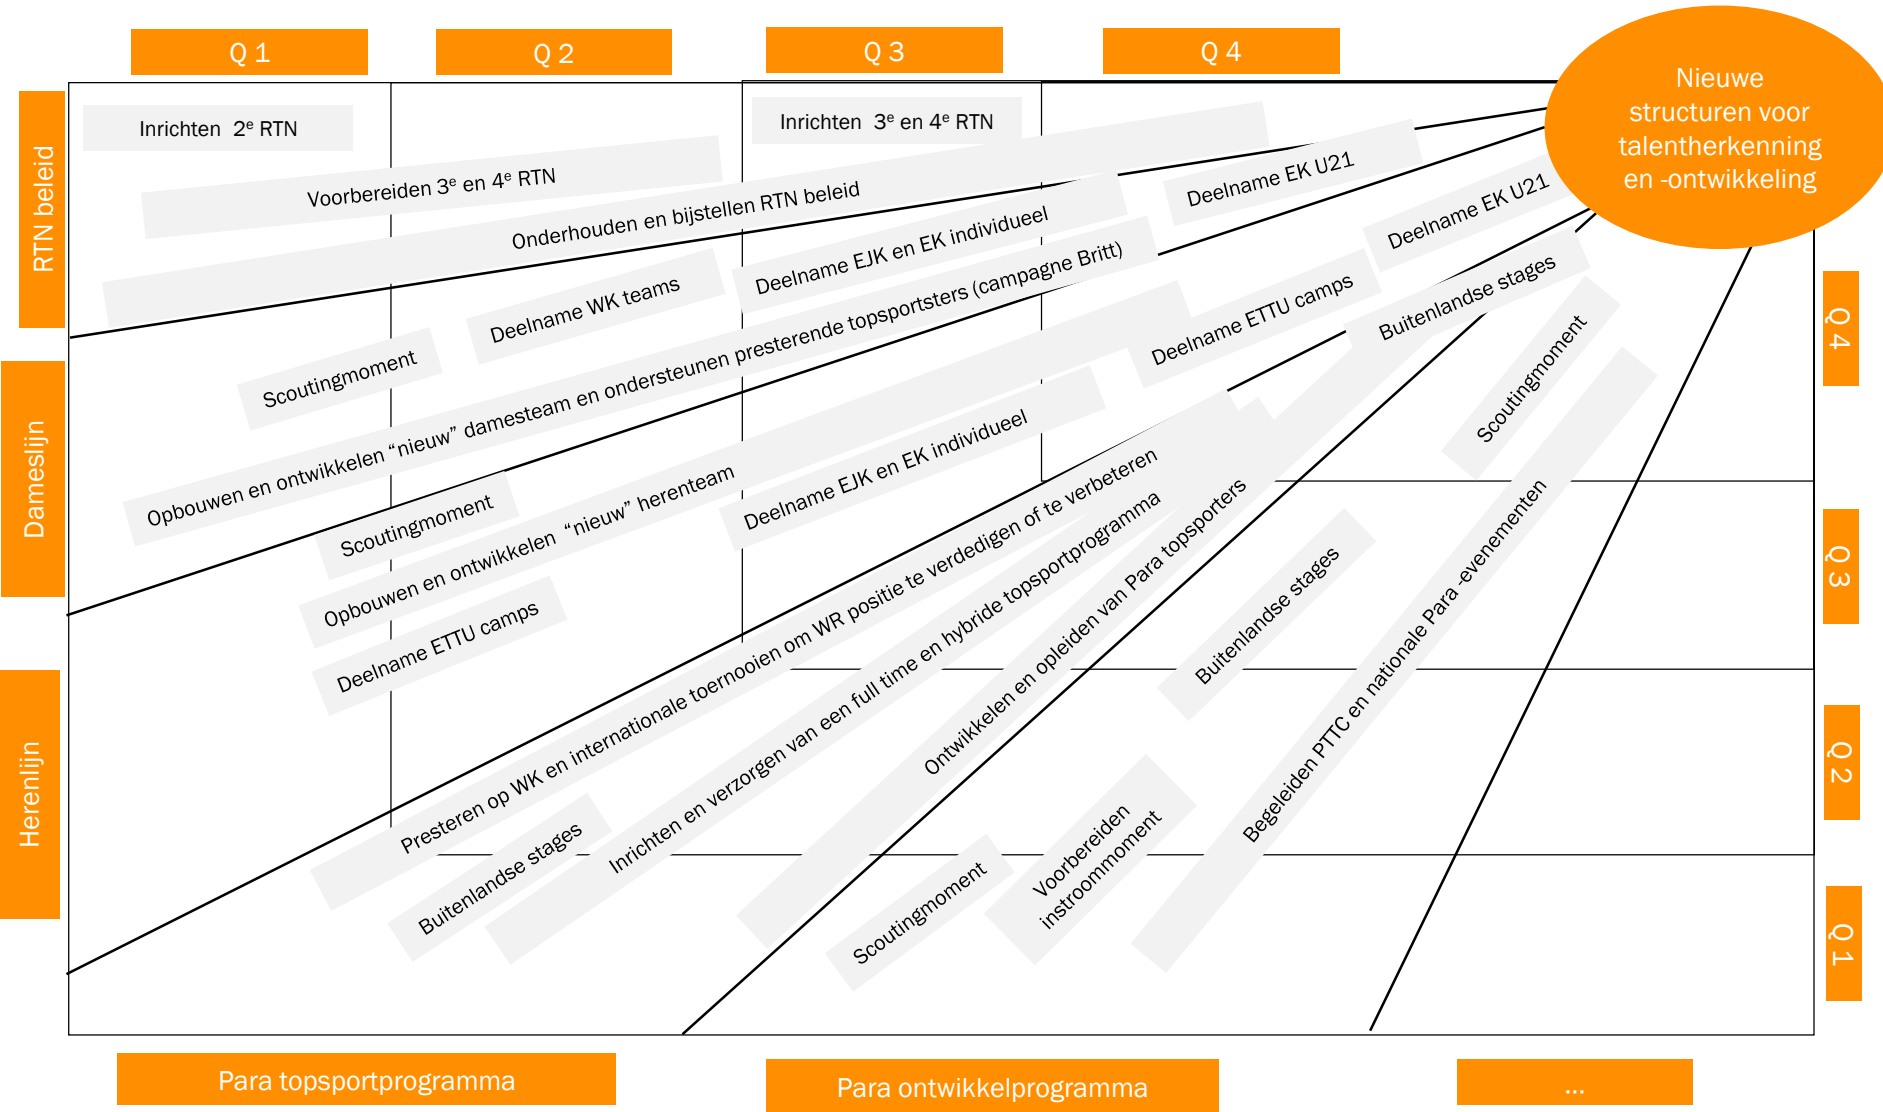 Q 1
Q 2
Q 3
Q 4
Nieuwe
structuren voor
talentherkenning
en -ontwikkeling
RTN beleid
Inrichten 2e RTN
Inrichten 3e en 4e RTN
Voorbereiden 3e en 4e RTN
Onderhouden en bijstellen RTN beleid
Dameslijn
Scoutingmoment
Deelname WK teams
Deelname EJK en EK individueel
Deelname EK U21
Opbouwen en ontwikkelen “nieuw” damesteam en ondersteunen presterende topsportsters (campagne Britt)
Herenlijn
Scoutingmoment
Opbouwen en ontwikkelen “nieuw” herenteam
Deelname ETTU camps
Deelname EJK en EK individueel
Deelname ETTU camps
Deelname EK U21
Presteren op WK en internationale toernooien om WR positie te verdedigen of te verbeteren
Buitenlandse stages
Inrichten en verzorgen van een full time en hybride topsportprogramma
Ontwikkelen en opleiden van Para topsporters
Buitenlandse stages
Scoutingmoment
Voorbereiden
instroommoment
Buitenlandse stages
Begeleiden PTTC en nationale Para -evenementen
Scoutingmoment
Q 4
Q 3
Q 2
Q 1
Para topsportprogramma
Para ontwikkelprogramma
...